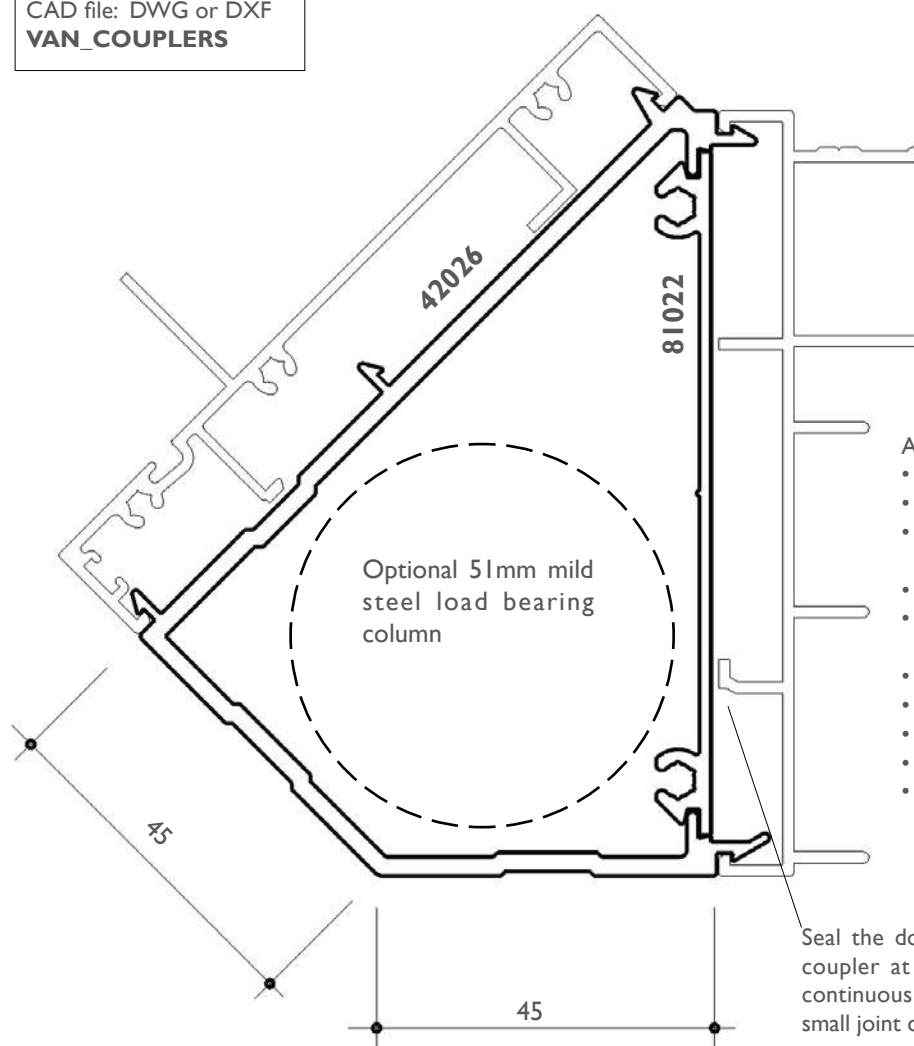 CAD file: DWG or DXF
VAN_COUPLERS
42026
81022
Optional 51mm mild
steel load bearing
column
A
•
•
•
•
•
•
•
•
•
•
45
45
Seal the
coupler at
continuous
small joint